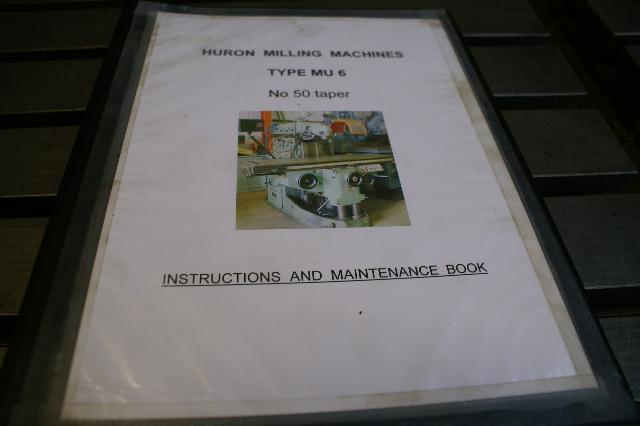 HURON MILLING MACHINES
TYPE MU 6
No 50 taper
INSTRUCTIONS AND MAINTENANCE BOOK